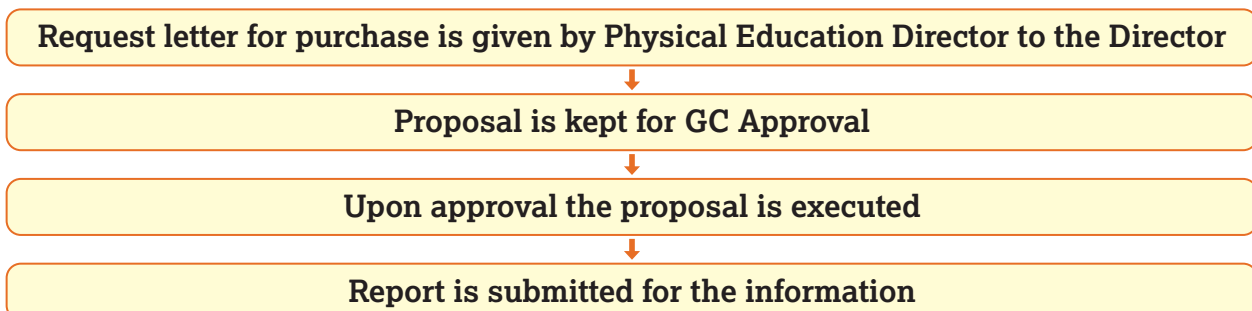 Request letter for purchase is given by Physical Education Director to the Director
Proposal is kept for GC Approval
Upon approval the proposal is executed
Report is submitted for the information